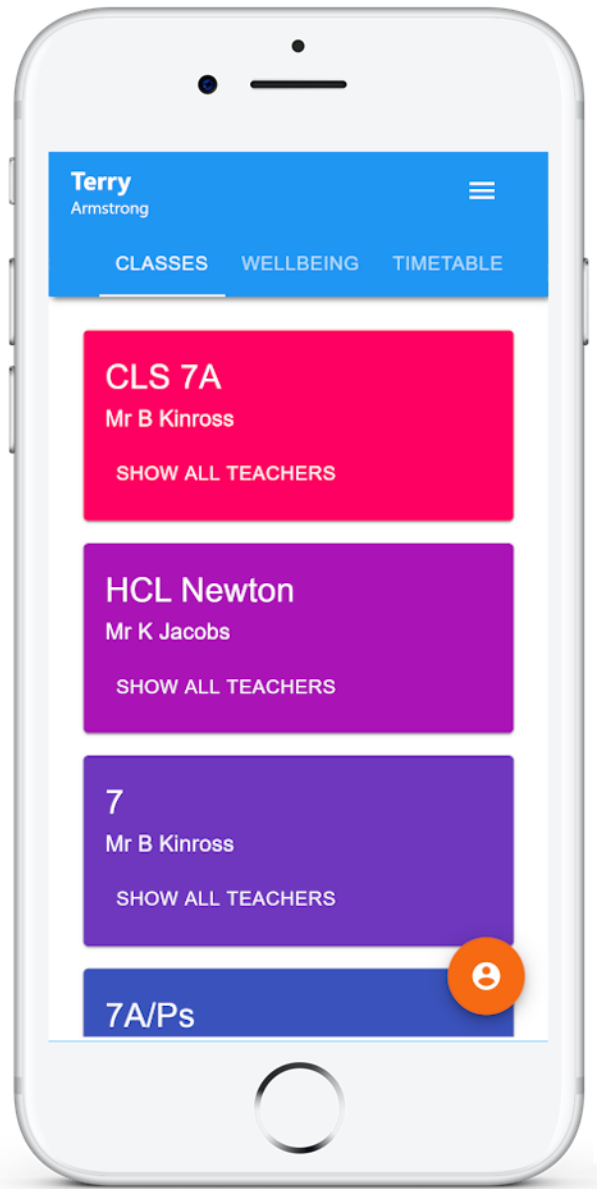 Terry
Armstrong
CLASSES WELLBEING TIMETABLE
CLS 7A
Mr B Kinross
SHOW ALL TEACHERS
HCL Newton
Mr K Jacobs
SHOW ALL TEACHERS
7
Mr B Kinross
SHOW ALL TEACHERS
7A/Ps